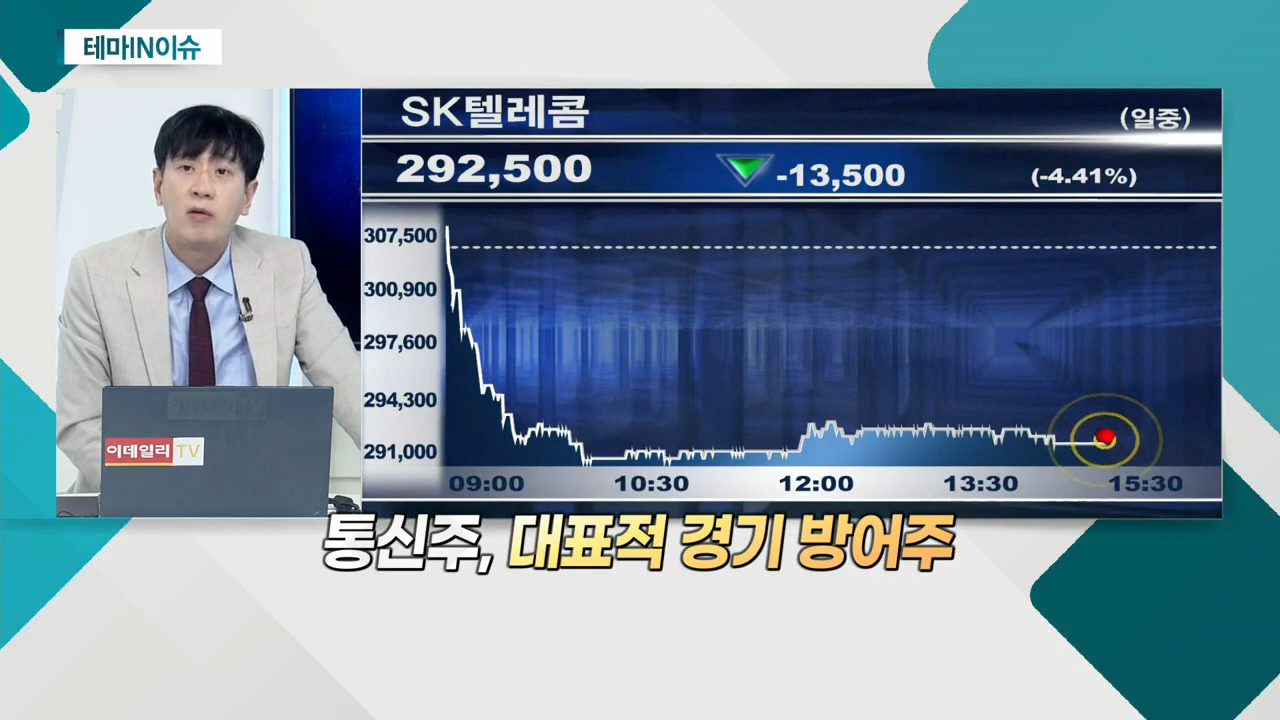 테마IN이슈
SK텔레콤
(일중)
292,500 -13,500 (-4.41%)
307,500
300,900
297,600
294,300
291,000
09:00 10:30 12:00 13:30 15:30
이데일리TV
통신주, 대표적 경기 방어주